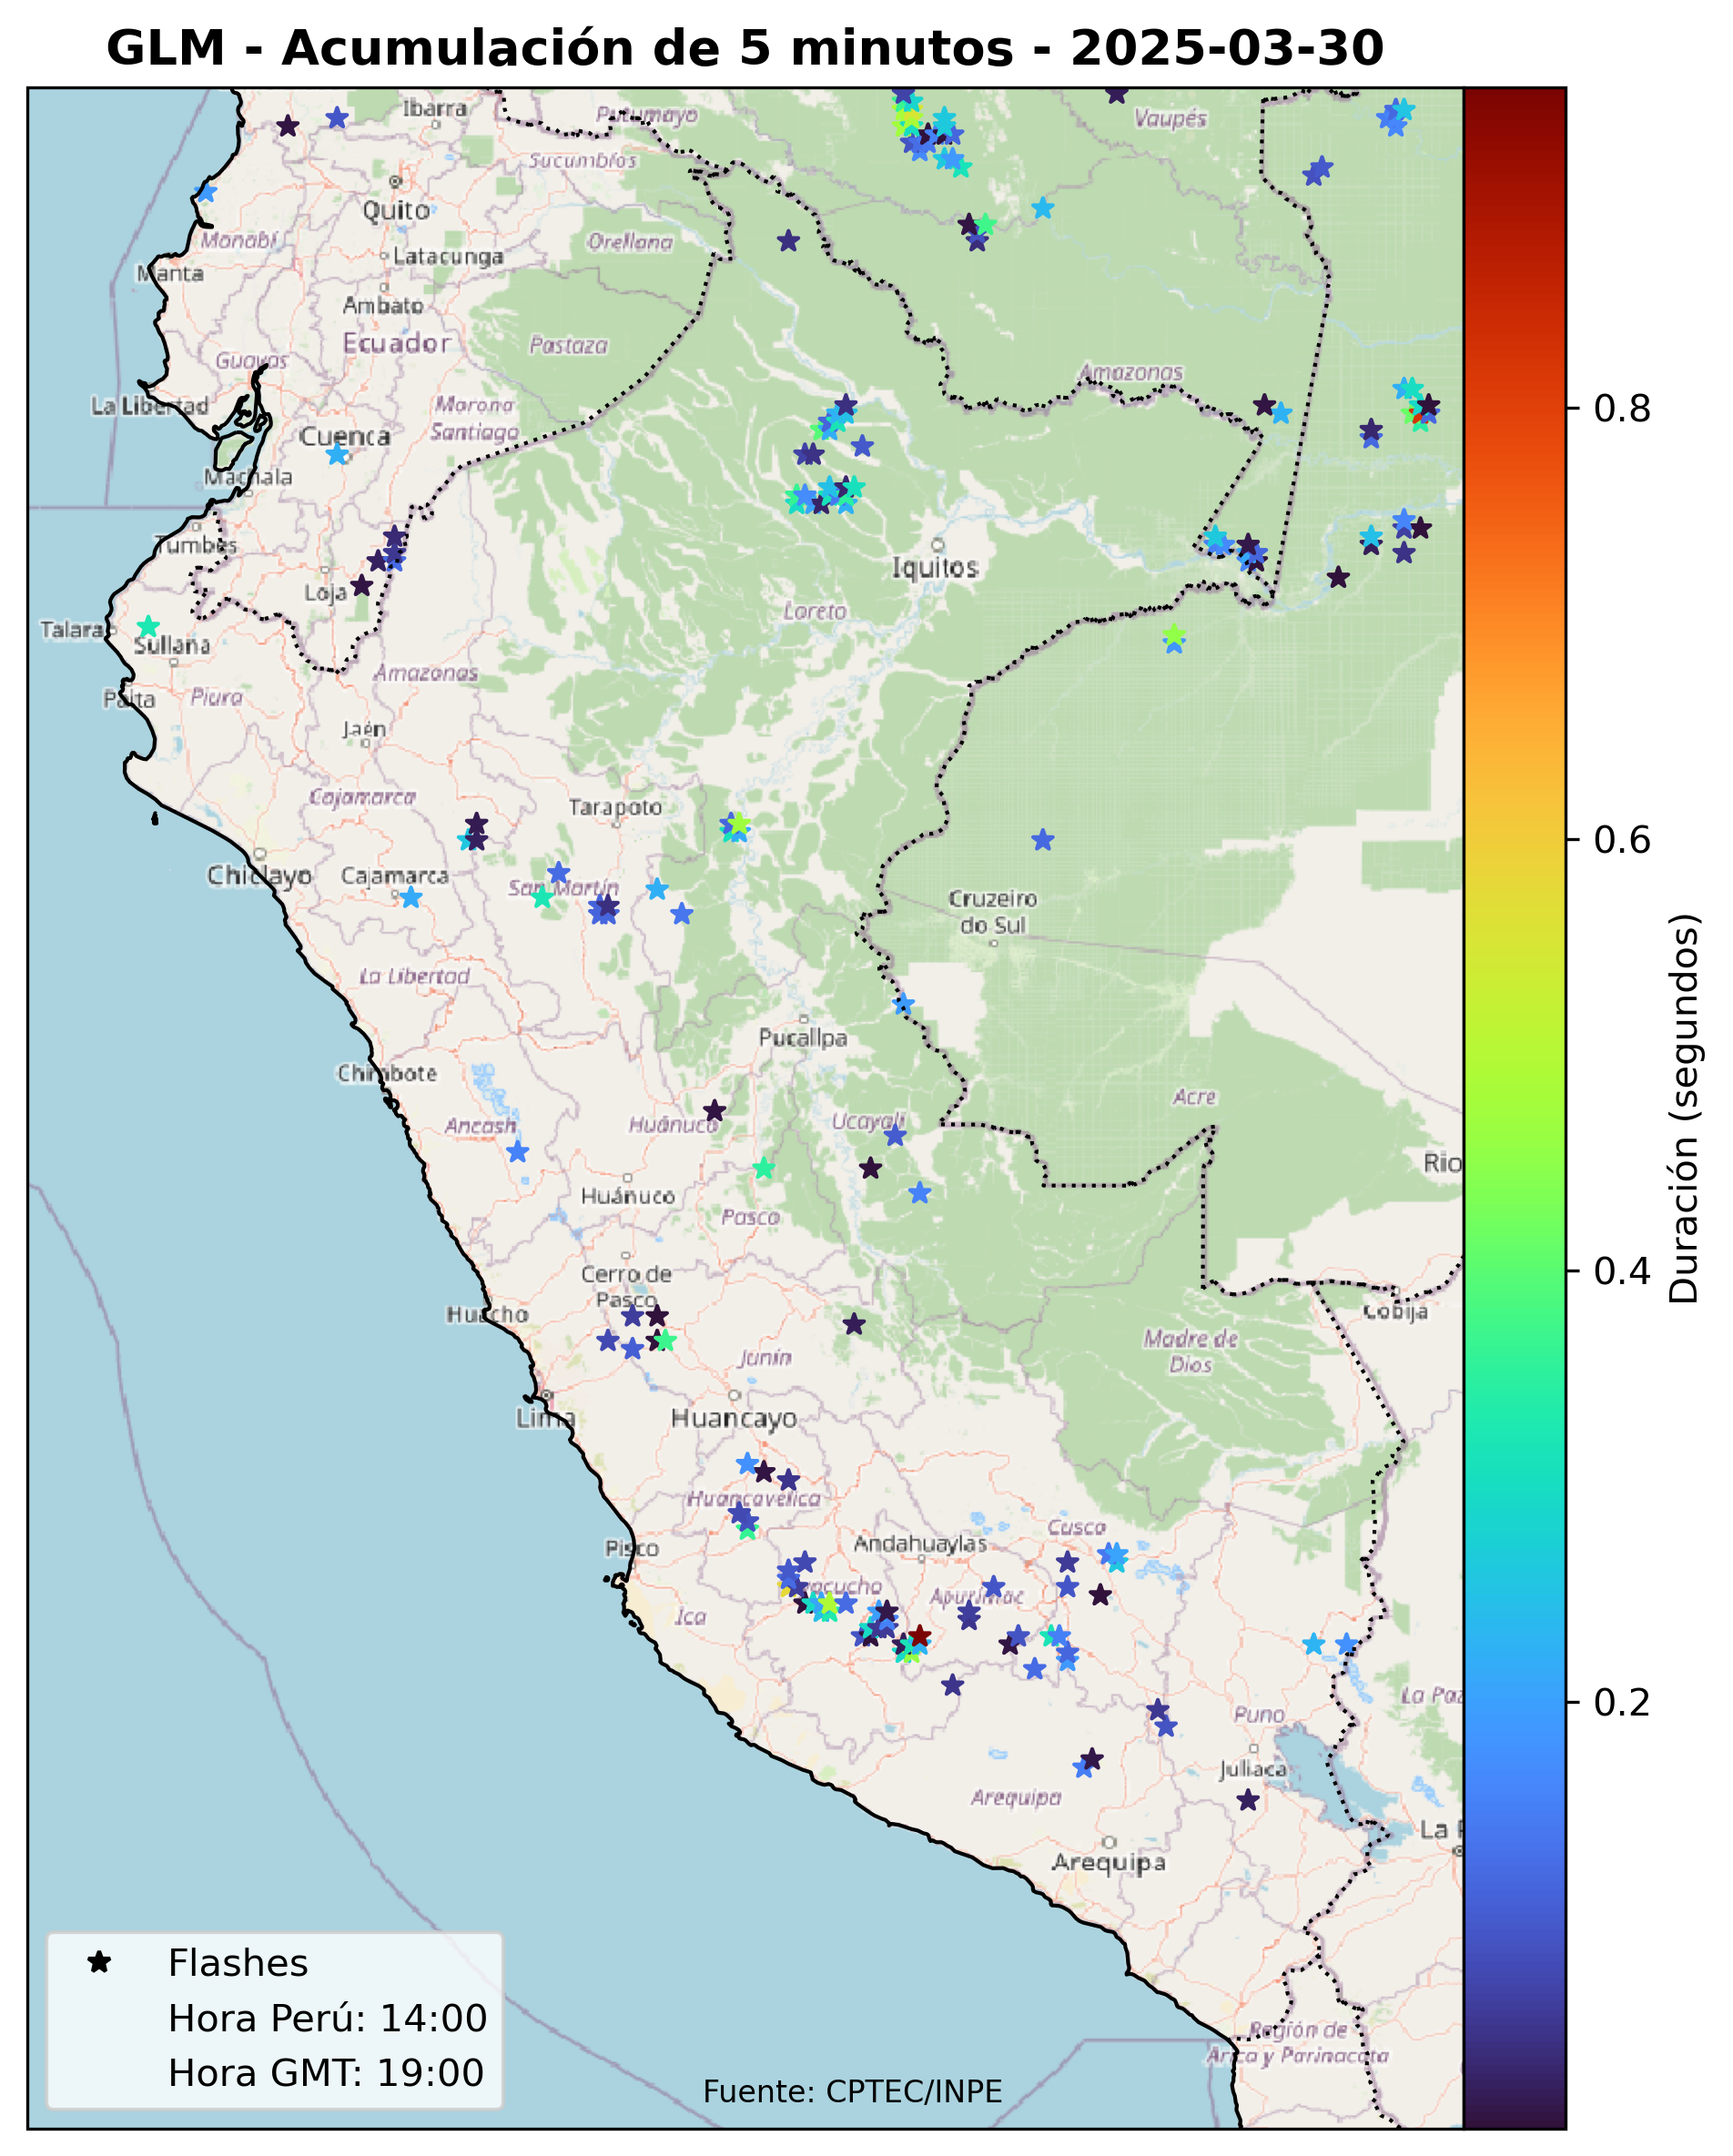 GLM - Acumulación de 5 minutos - 2025-03-30
Ibarra
Putumayo
Vaupés
Sucumbíos
Quito
Manabí
Orellana
Latacunga
Manta
Ambato
Ecuador
Pastaza
Guayas
Amazonas
La Libertad
Morona
Santiago
Cuenca
Machala
Tumbes
Iquitos
Loja
Loreto
Talara
Sullana
Amazonas
Paita
Piura
Jaén
Cajamarca
Tarapoto
Chiclayo
Cajamarca
San Martín
Cruzeiro
do Sul
La Libertad
Pucallpa
Chimbote
Acre
Ancash
Huánuco
Ucayali
Rio
Huánuco
Pasco
Cerro de
Pasco
Huacho
Cobija
Madre de
Dios
Junín
Lima
Huancayo
Huancavelica
Cusco
Pisco
Andahuaylas
Apurímac
Ica
La Paz
Puno
Juliaca
Arequipa
La P
Arequipa
Región de
Arica y Parinacota
Flashes
Hora Perú: 14:00
Hora GMT: 19:00
Fuente: CPTEC/INPE
0.8
0.6
0.4
0.2
Duración (segundos)